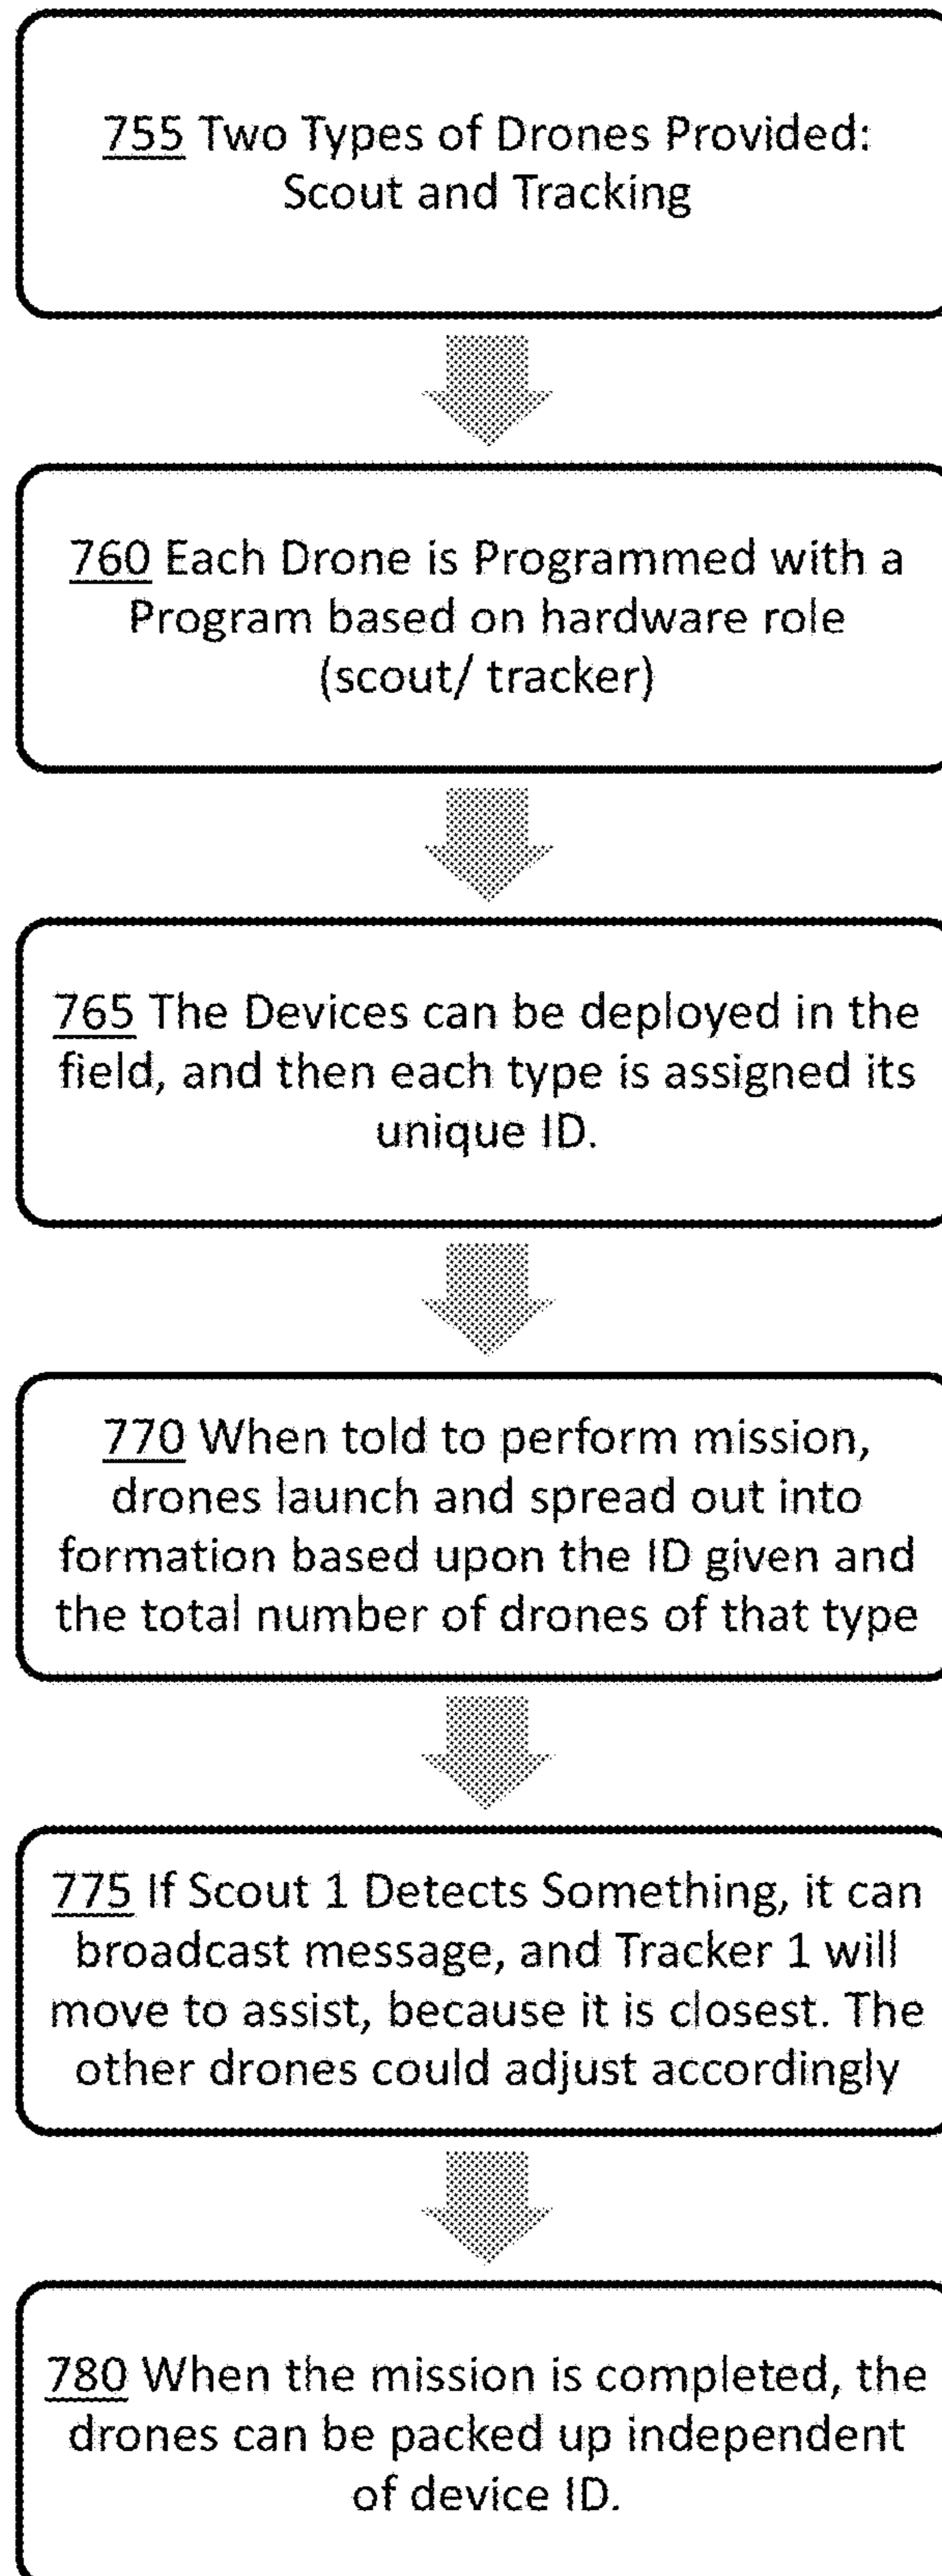 755 Two Types of Drones Provided:
Scout and Tracking
760 Each Drone is Programmed with a
Program based on hardware role
(scout/ tracker)
765 The Devices can be deployed in the
field, and then each type is assigned its
unique ID.
770 When told to perform mission,
drones launch and spread out into
formation based upon the ID given and
the total number of drones of that type
775 If Scout 1 Detects Something, it can
broadcast message, and Tracker 1 will
move to assist, because it is closest. The
other drones could adjust accordingly
780 When the mission is completed, the
drones can be packed up independent
of device ID.